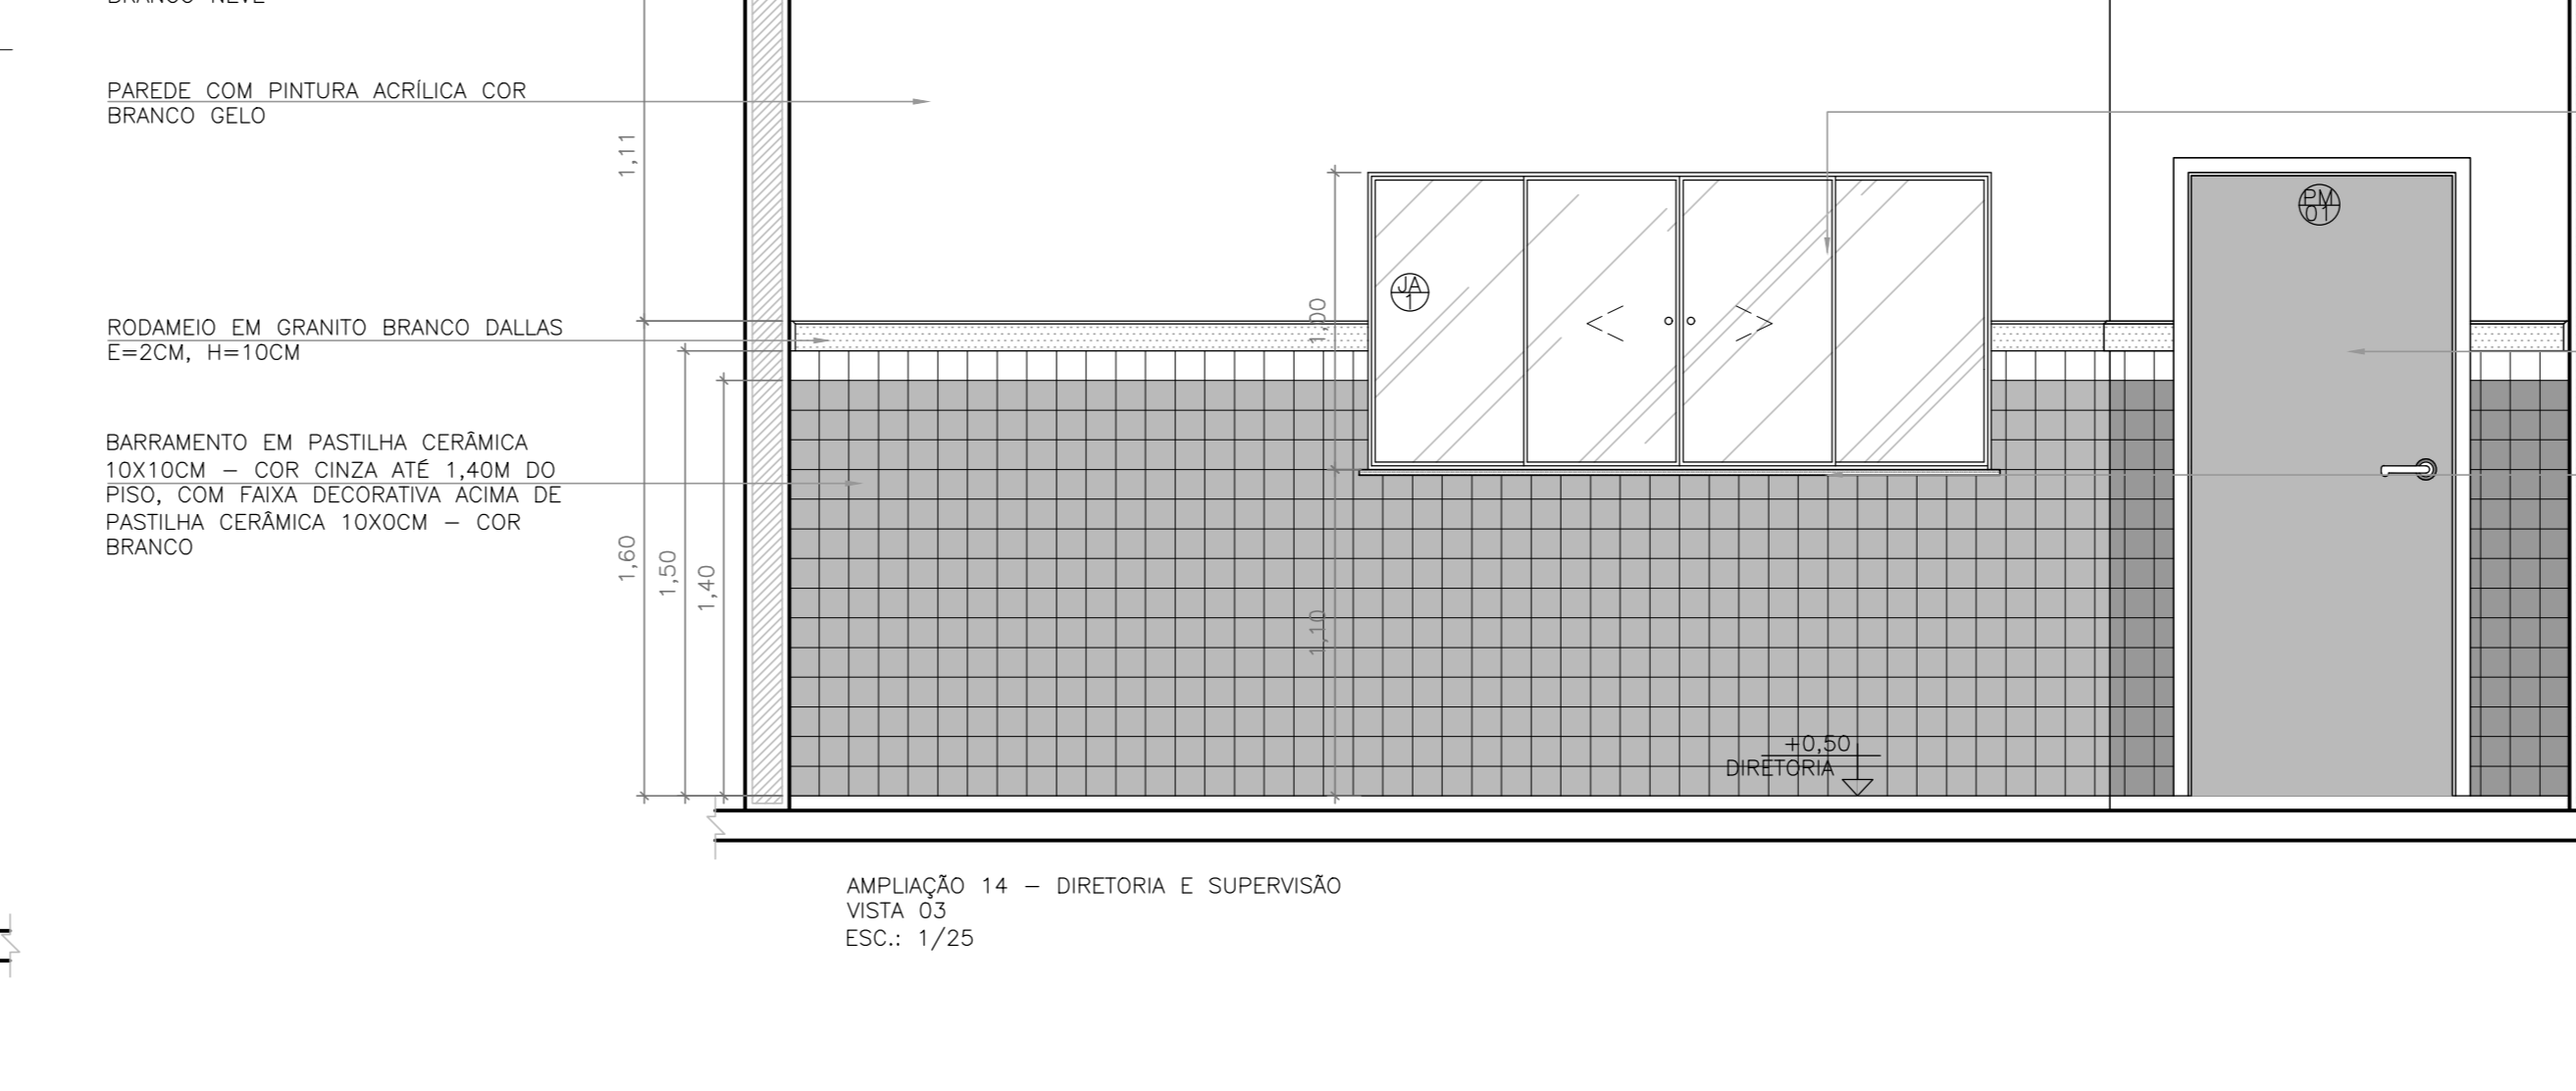 PAREDE COM PINTURA ACRÍLICA COR
BRANCO GELO
1,11
RODAMEIO EM GRANITO BRANCO DALLAS
E=2CM, H=10CM
BARRAMENTO EM PASTILHA CERÂMICA
10X10CM – COR CINZA ATÉ 1,40M DO
PISO, COM FAIXA DECORATIVA ACIMA DE
PASTILHA CERÂMICA 10X0CM – COR
BRANCO
1,60
1,50
1,40
1,00
1,10
JA
1
PM
01
+0,50
DIRETORIA
AMPLIAÇÃO 14 – DIRETORIA E SUPERVISÃO
VISTA 03
ESC.: 1/25